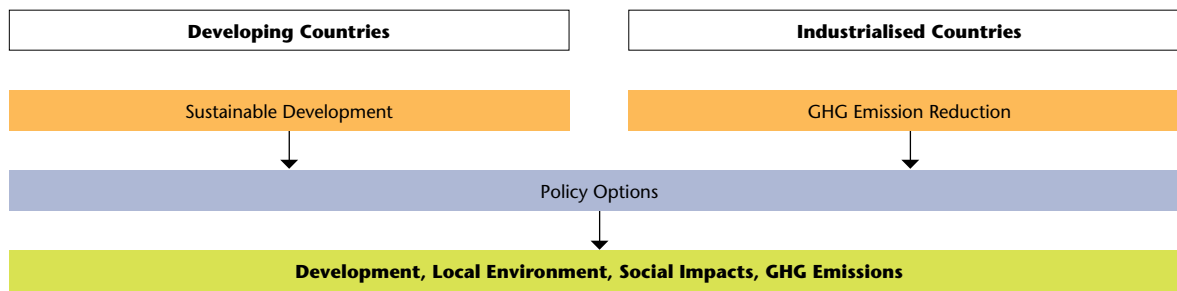 Developing Countries
Industrialised Countries
Sustainable Development
GHG Emission Reduction
Policy Options
Development, Local Environment, Social Impacts, GHG Emissions